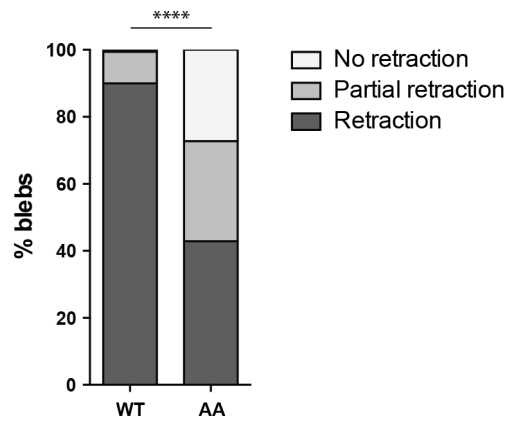 ****
100
80
60
40
20
0
% blebs
WT AA
No retraction
Partial retraction
Retraction